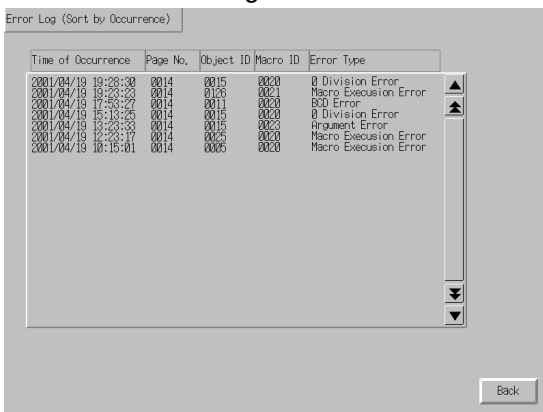 Error Log (Sort by Occurrence)
Time of Occurrence Page No. Object ID Macro ID Error Type
2001/04/19 19:28:30 0014 0015 0020 0 Division Error
2001/04/19 19:23:23 0014 0126 0021 Macro Execusion Error
2001/04/19 17:53:27 0014 0011 0020 BCD Error
2001/04/19 15:13:25 0014 0015 0020 0 Division Error
2001/04/19 13:23:33 0014 0015 0023 Argument Error
2001/04/19 12:23:17 0014 0025 0020 Macro Execusion Error
2001/04/19 10:15:01 0014 0005 0020 Macro Execusion Error
Back